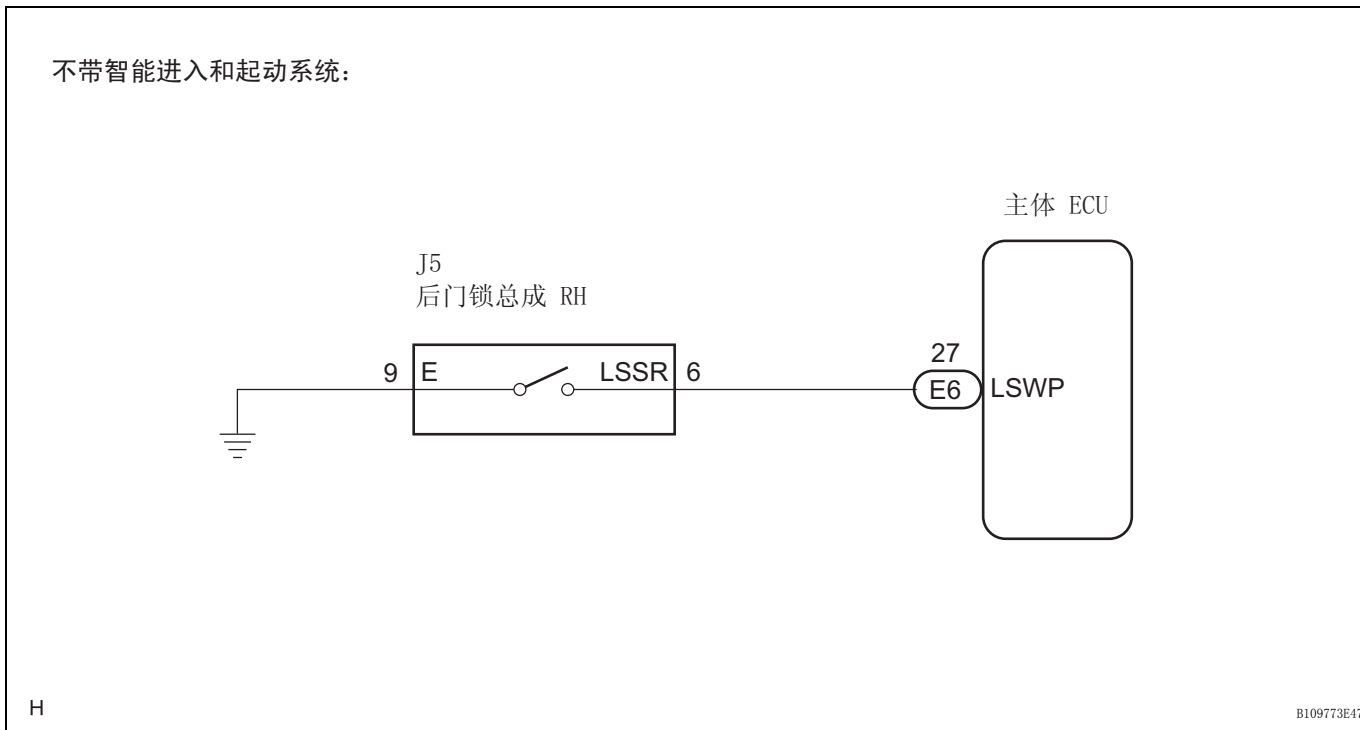 不带智能进入和起动系统：
主体 ECU
J5
后门锁总成 RH
27
9 E LSSR 6 E6 LSWP
H
B109773E47